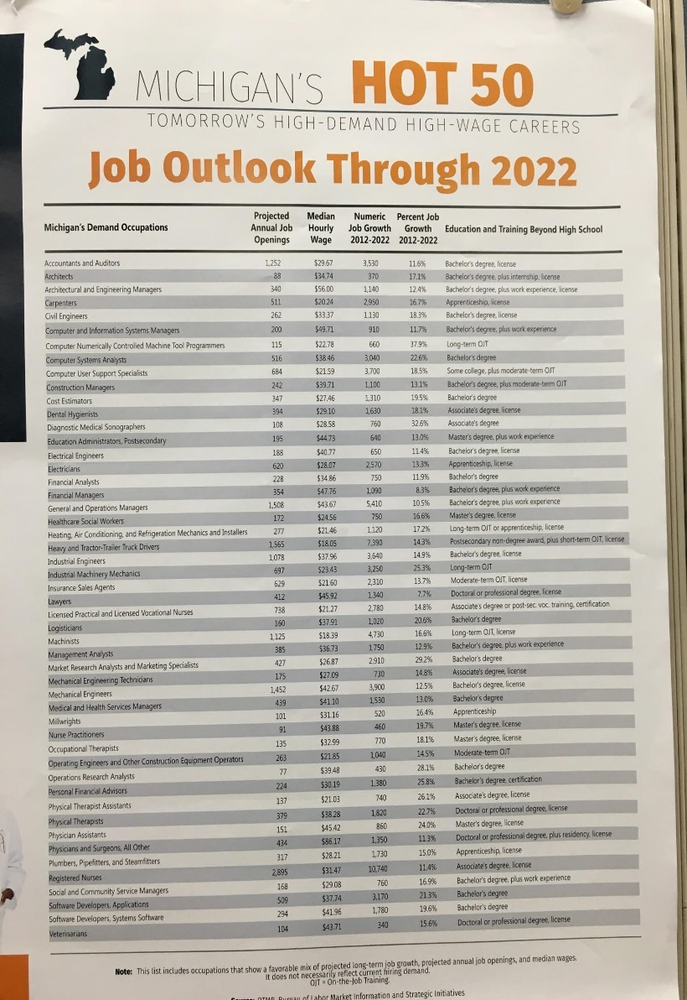 MICHIGAN'S HOT 50
TOMORROW'S HIGH-DEMAND HIGH-WAGE CAREERS
Job Outlook Through 2022
Michigan's Demand Occupations Projected Annual Job Openings Median Hourly Wage Numeric Job Growth 2012-2022 Percent Job Growth 2012-2022 Education and Training Beyond High School
Accountants and Auditors 1,252 $29.67 3,530 11.6% Bachelor's degree, license
Architects 88 $34.74 370 17.1% Bachelor's degree, plus internship, license
Architectural and Engineering Managers 340 $56.00 1,140 12.4% Bachelor's degree, plus work experience, license
Carpenters 511 $20.24 2,950 16.7% Apprenticeship, license
Civil Engineers 262 $33.37 1,130 18.3% Bachelor's degree, license
Computer and Information Systems Managers 200 $49.71 910 11.7% Bachelor's degree, plus work experience
Computer Numerically Controlled Machine Tool Programmers 115 $22.78 660 37.9% Long-term OJT
Computer Systems Analysts 516 $38.46 3,040 22.6% Bachelor's degree
Computer User Support Specialists 684 $21.59 3,700 18.5% Some college, plus moderate-term OJT
Construction Managers 242 $39.71 1,100 13.1% Bachelor's degree, plus moderate-term OJT
Cost Estimators 347 $27.46 1,310 19.5% Bachelor's degree
Dental Hygienists 394 $29.10 1,630 18.1% Associate's degree, license
Diagnostic Medical Sonographers 108 $28.58 760 32.6% Associate's degree
Education Administrators, Postsecondary 195 $44.73 640 13.0% Master's degree, plus work experience
Electrical Engineers 188 $40.77 650 11.4% Bachelor's degree, license
Electricians 620 $28.07 2,570 13.3% Apprenticeship, license
Financial Analysts 228 $34.86 750 11.9% Bachelor's degree
Financial Managers 354 $47.76 1,090 8.3% Bachelor's degree, plus work experience
General and Operations Managers 1,508 $43.67 5,410 10.5% Bachelor's degree, plus work experience
Healthcare Social Workers 172 $24.56 750 16.6% Master's degree, license
Heating, Air Conditioning, and Refrigeration Mechanics and Installers 277 $21.46 1,120 17.2% Long-term OJT or apprenticeship, license
Heavy and Tractor-Trailer Truck Drivers 1,565 $18.05 7,390 14.3% Postsecondary non-degree award, plus short-term OJT, license
Industrial Engineers 1,078 $37.96 3,640 14.9% Bachelor's degree, license
Industrial Machinery Mechanics 697 $23.43 3,250 25.3% Long-term OJT
Insurance Sales Agents 629 $21.60 2,310 13.7% Moderate-term OJT, license
Lawyers 412 $45.92 1,340 7.7% Doctoral or professional degree, license
Licensed Practical and Licensed Vocational Nurses 738 $21.27 2,780 14.8% Associate's degree or post-sec. voc. training, certification
Logisticians 160 $37.91 1,020 20.6% Bachelor's degree
Machinists 1,125 $18.39 4,730 16.6% Long-term OJT, license
Management Analysts 385 $36.73 1,750 12.9% Bachelor's degree, plus work experience
Market Research Analysts and Marketing Specialists 427 $26.87 2,910 29.2% Bachelor's degree
Mechanical Engineering Technicians 175 $27.09 730 14.8% Associate's degree, license
Mechanical Engineers 1,452 $42.67 3,900 12.5% Bachelor's degree, license
Medical and Health Services Managers 439 $41.10 1,530 13.0% Bachelor's degree
Millwrights 101 $31.16 520 16.4% Apprenticeship
Nurse Practitioners 91 $43.88 460 19.7% Master's degree, license
Occupational Therapists 135 $32.99 770 18.1% Master's degree, license
Operating Engineers and Other Construction Equipment Operators 263 $21.85 1,040 14.5% Moderate-term OJT
Operations Research Analysts 77 $39.48 430 28.1% Bachelor's degree
Personal Financial Advisors 224 $30.19 1,380 25.8% Bachelor's degree, certification
Physical Therapist Assistants 137 $21.03 740 26.1% Associate's degree, license
Physical Therapists 379 $38.28 1,820 22.7% Doctoral or professional degree, license
Physician Assistants 151 $45.42 860 24.0% Master's degree, license
Physicians and Surgeons, All Other 434 $86.17 1,350 11.3% Doctoral or professional degree, plus residency, license
Plumbers, Pipefitters, and Steamfitters 317 $28.21 1,730 15.0% Apprenticeship, license
Registered Nurses 2,895 $31.47 10,740 11.4% Associate's degree, license
Social and Community Service Managers 168 $29.08 760 16.9% Bachelor's degree, plus work experience
Software Developers, Applications 509 $37.74 3,170 21.3% Bachelor's degree
Software Developers, Systems Software 294 $41.96 1,780 19.6% Bachelor's degree
Veterinarians 104 $43.71 340 15.6% Doctoral or professional degree, license
Note: This list includes occupations that show a favorable mix of projected long-term job growth, projected annual job openings, and median wages.
It does not necessarily reflect current hiring demand.
OJT = On-the-Job Training.
Bureau of Labor Market Information and Strategic Initiatives